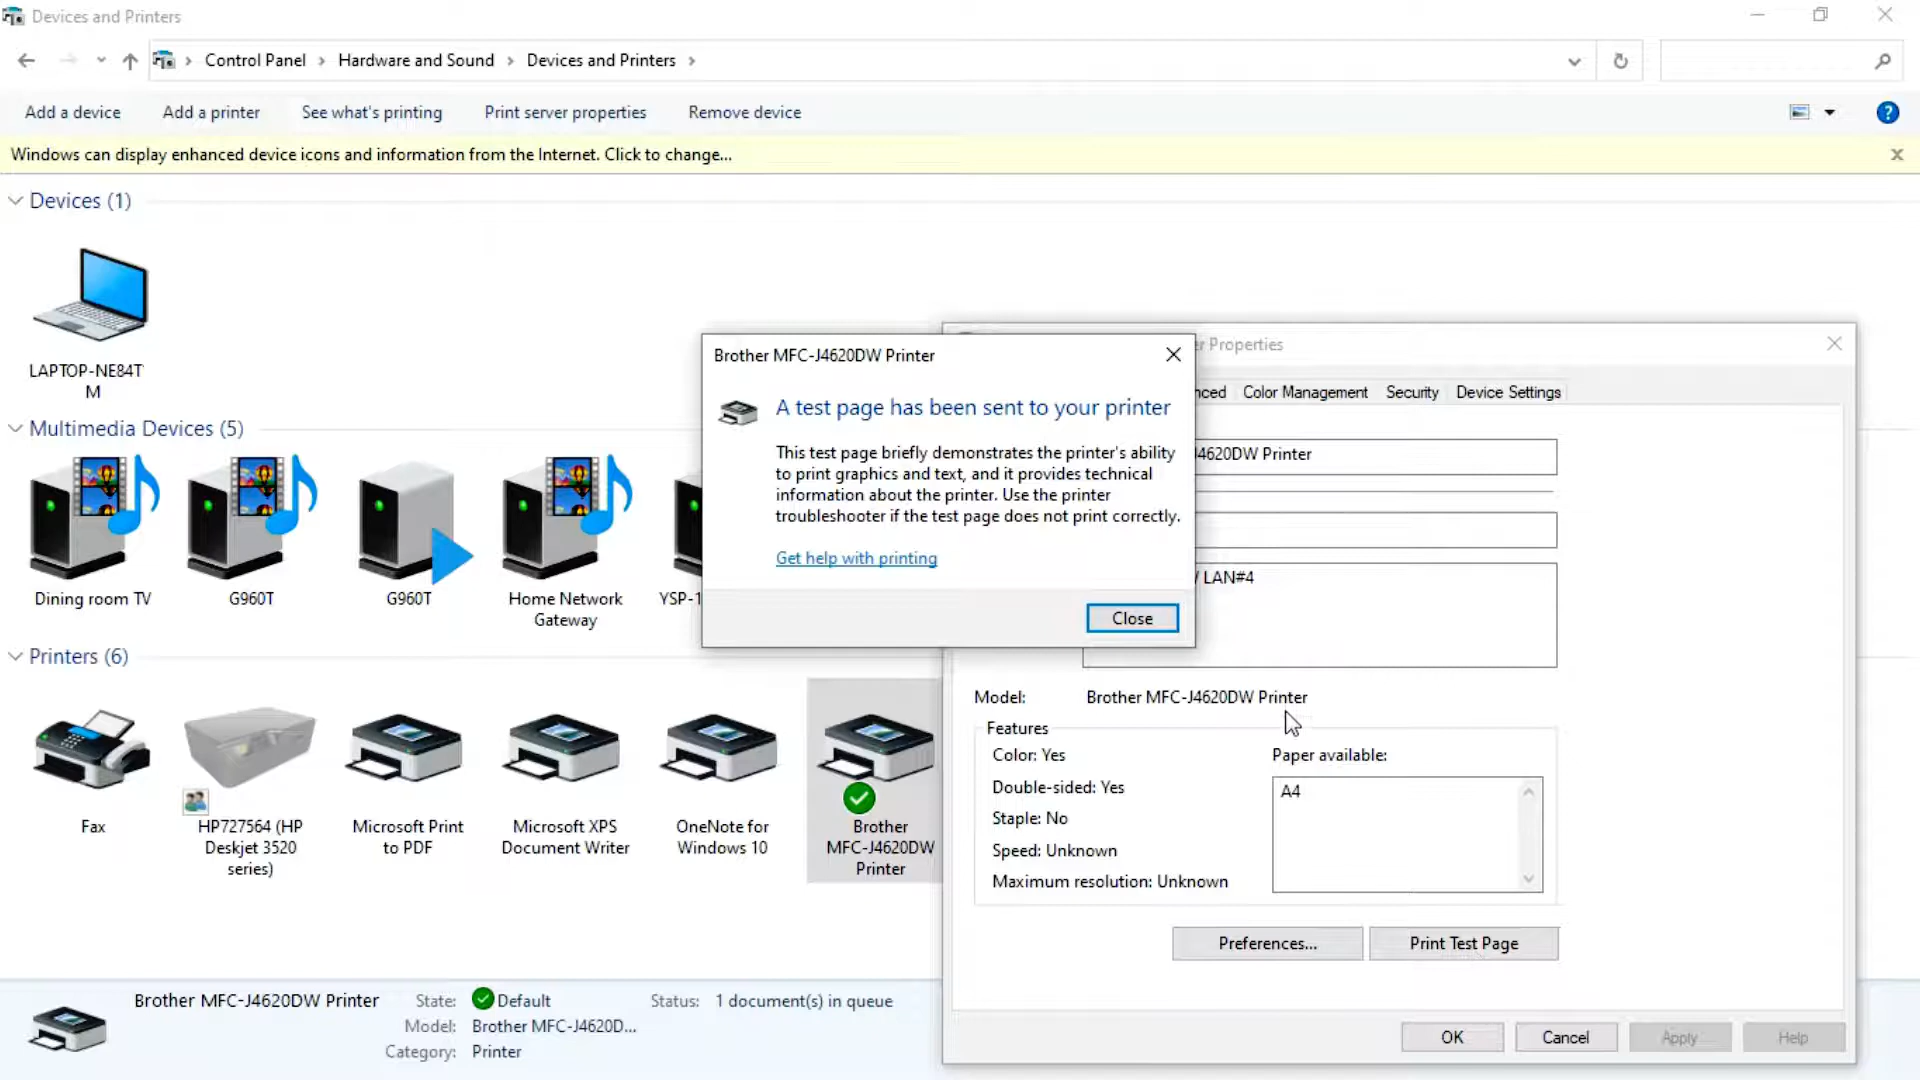 Devices and Printers
Control Panel > Hardware and Sound > Devices and Printers >
Add a device
Add a printer
See what's printing
Print server properties
Remove device
Windows can display enhanced device icons and information from the Internet. Click to change...
Devices (1)
LAPTOP-NE84T
M
Multimedia Devices (5)
Dining room TV
G960T
G960T
Home Network
Gateway
YSP-1
Printers (6)
Fax
HP727564 (HP
Deskjet 3520
series)
Microsoft Print
to PDF
Microsoft XPS
Document Writer
OneNote for
Windows 10
Brother
MFC-J4620DW
Printer
Brother MFC-J4620DW Printer
A test page has been sent to your printer
This test page briefly demonstrates the printer's ability
to print graphics and text, and it provides technical
information about the printer. Use the printer
troubleshooter if the test page does not print correctly.
Get help with printing
Close
Properties
Color Management
Security
Device Settings
4620DW Printer
LAN#4
Model: Brother MFC-J4620DW Printer
Features
Color: Yes
Double-sided: Yes
Staple: No
Speed: Unknown
Maximum resolution: Unknown
Paper available:
A4
Preferences...
Print Test Page
OK
Cancel
Apply
Help
Brother MFC-J4620DW Printer
State: Default
Status: 1 document(s) in queue
Model: Brother MFC-J4620D...
Category: Printer